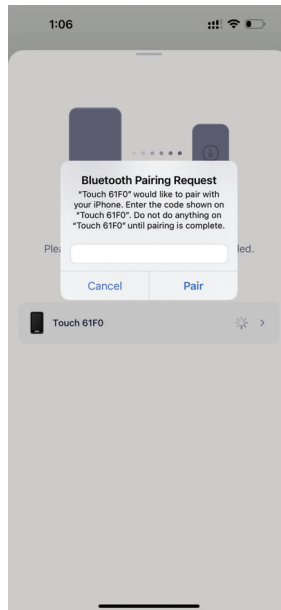 1:06
Bluetooth Pairing Request
"Touch 61F0" would like to pair with
your iPhone. Enter the code shown on
"Touch 61F0". Do not do anything on
"Touch 61F0" until pairing is complete.
Cancel Pair
Touch 61F0